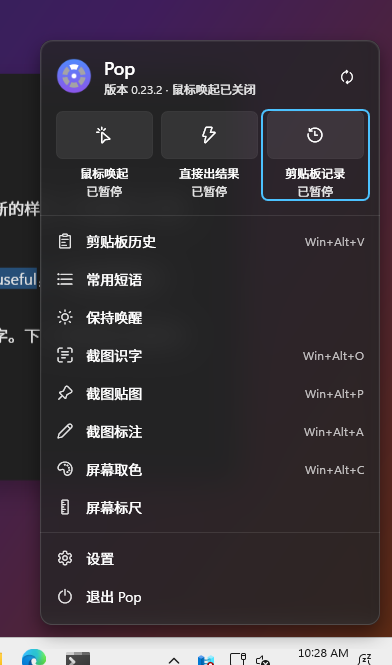 Pop
版本 0.23.2 · 鼠标唤起已关闭
鼠标唤起
已暂停
直接出结果
已暂停
剪贴板记录
已暂停
新的样
useful
剪贴板历史 Win+Alt+V
常用短语
保持唤醒
字。下
截图识字 Win+Alt+O
截图贴图 Win+Alt+P
截图标注 Win+Alt+A
屏幕取色 Win+Alt+C
屏幕标尺
设置
退出 Pop
10:28 AM